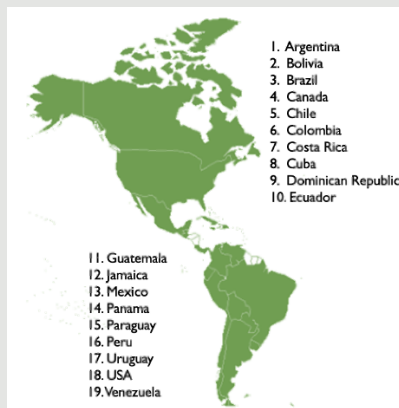 1. Argentina
2. Bolivia
3. Brazil
4. Canada
5. Chile
6. Colombia
7. Costa Rica
8. Cuba
9. Dominican Republic
10. Ecuador
11. Guatemala
12. Jamaica
13. Mexico
14. Panama
15. Paraguay
16. Peru
17. Uruguay
18. USA
19. Venezuela